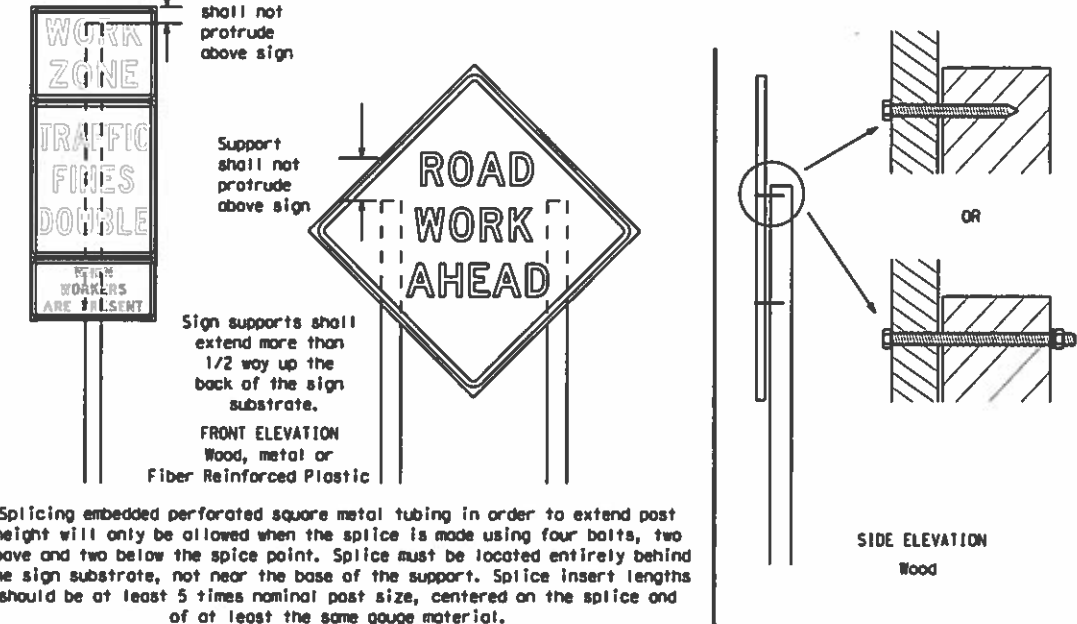 shall not
protrude
above sign
WORK
ZONE
TRAFFIC
FINES
DOUBLE
WHEN
WORKERS
ARE PRESENT
Support
shall not
protrude
above sign
ROAD
WORK
AHEAD
Sign supports shall
extend more than
1/2 way up the
back of the sign
substrate.
FRONT ELEVATION
Wood, metal or
Fiber Reinforced Plastic
Splicing embedded perforated square metal tubing in order to extend post
height will only be allowed when the splice is made using four bolts, two
above and two below the spice point. Splice must be located entirely behind
the sign substrate, not near the base of the support. Splice insert lengths
should be at least 5 times nominal post size, centered on the splice and
of at least the same gauge material.
OR
SIDE ELEVATION
Wood